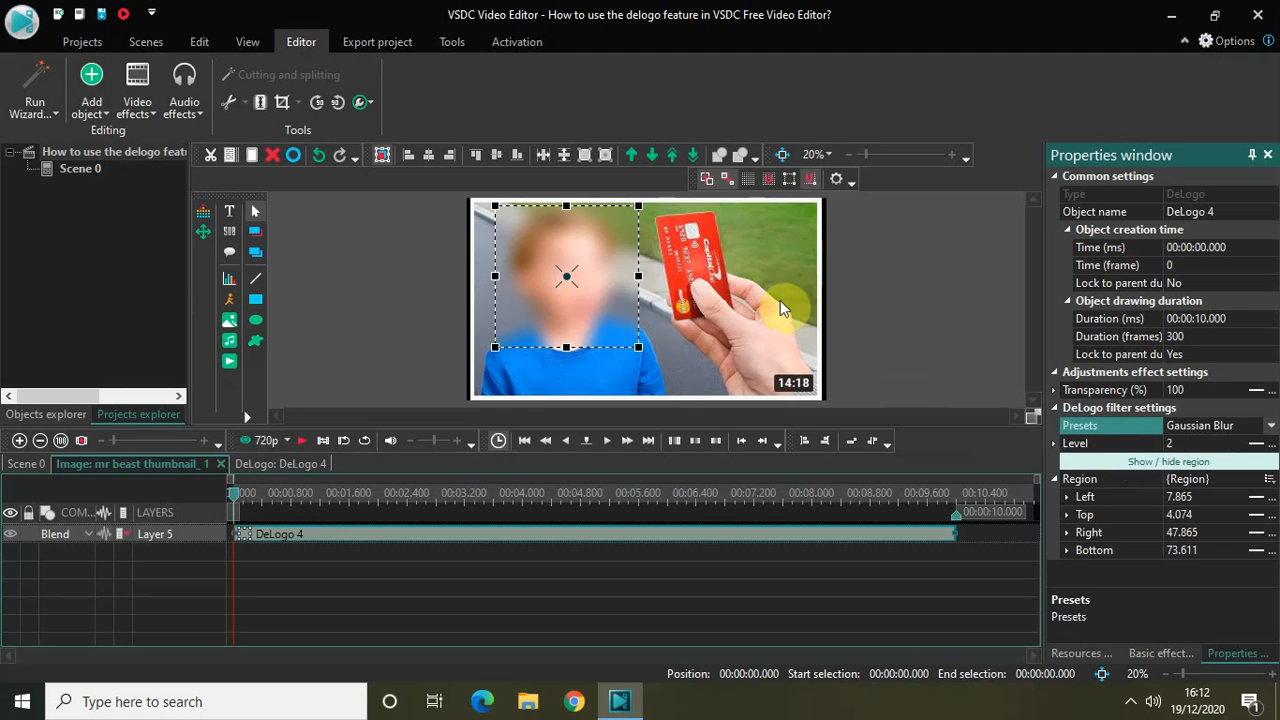 VSDC Video Editor - How to use the delogo feature in VSDC Free Video Editor?
Projects Scenes Edit View Editor Export project Tools Activation Options
Run Wizard... Add object Video effects Audio effects Cutting and splitting
Editing Tools
How to use the delogo feat
Scene 0
20%
Objects explorer Projects explorer
Capital One
14:18
Properties window
Common settings
Type DeLogo
Object name DeLogo 4
Object creation time
Time (ms) 00:00:00.000
Time (frame) 0
Lock to parent du No
Object drawing duration
Duration (ms) 00:00:10.000
Duration (frames) 300
Lock to parent du Yes
Adjustments effect settings
Transparency (%) 100
DeLogo filter settings
Presets Gaussian Blur
Level 2
Show / hide region
Region {Region}
Left 7.865
Top 4.074
Right 47.865
Bottom 73.611
Presets
Presets
Resources ... Basic effect... Properties ...
720p
Scene 0 Image: mr beast thumbnail_ 1 DeLogo: DeLogo 4
000 00:00.800 00:01.600 00:02.400 00:03.200 00:04.000 00:04.800 00:05.600 00:06.400 00:07.200 00:08.000 00:08.800 00:09.600 00:10.400
COM... LAYERS 00:00:10.000
Blend Layer 5 DeLogo 4
Position: 00:00:00.000 Start selection: 00:00:00.000 End selection: 00:00:00.000 20%
Type here to search
16:12
19/12/2020
1